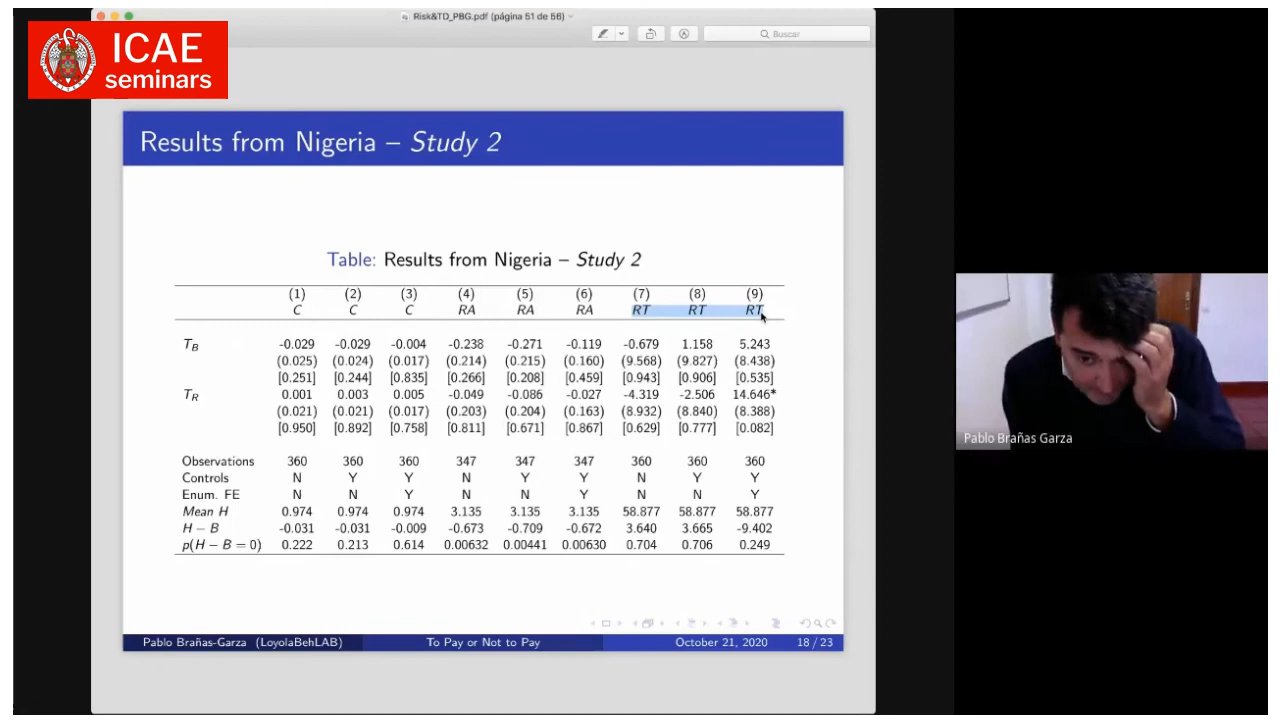 Risk&TD_PBG.pdf (página 51 de 56)
Buscar
ICAE
seminars
Results from Nigeria – Study 2
Table: Results from Nigeria – Study 2
(1) (2) (3) (4) (5) (6) (7) (8) (9)
C C C RA RA RA RT RT RT
T_B -0.029 -0.029 -0.004 -0.238 -0.271 -0.119 -0.679 1.158 5.243
(0.025) (0.024) (0.017) (0.214) (0.215) (0.160) (9.568) (9.827) (8.438)
[0.251] [0.244] [0.835] [0.266] [0.208] [0.459] [0.943] [0.906] [0.535]
T_R 0.001 0.003 0.005 -0.049 -0.086 -0.027 -4.319 -2.506 14.646*
(0.021) (0.021) (0.017) (0.203) (0.204) (0.163) (8.932) (8.840) (8.388)
[0.950] [0.892] [0.758] [0.811] [0.671] [0.867] [0.629] [0.777] [0.082]
Observations 360 360 360 347 347 347 360 360 360
Controls N Y Y N Y Y N Y Y
Enum. FE N N Y N N Y N N Y
Mean H 0.974 0.974 0.974 3.135 3.135 3.135 58.877 58.877 58.877
H − B -0.031 -0.031 -0.009 -0.673 -0.709 -0.672 3.640 3.665 -9.402
p(H − B = 0) 0.222 0.213 0.614 0.00632 0.00441 0.00630 0.704 0.706 0.249
Pablo Brañas-Garza (LoyolaBehLAB) To Pay or Not to Pay October 21, 2020 18 / 23
Pablo Brañas Garza